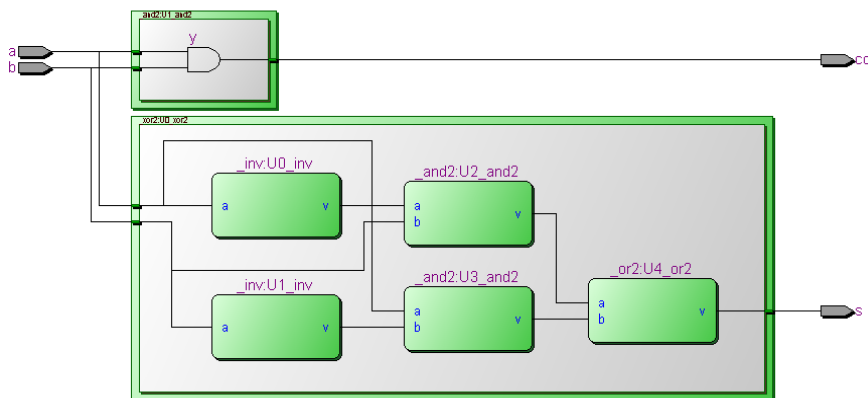 and2:U1_and2
y
a
b
co
xor2:U0_xor2
_inv:U0_inv
a y
_and2:U2_and2
a
b
y
_inv:U1_inv
a y
_and2:U3_and2
a
b
y
_or2:U4_or2
a
b
y
s